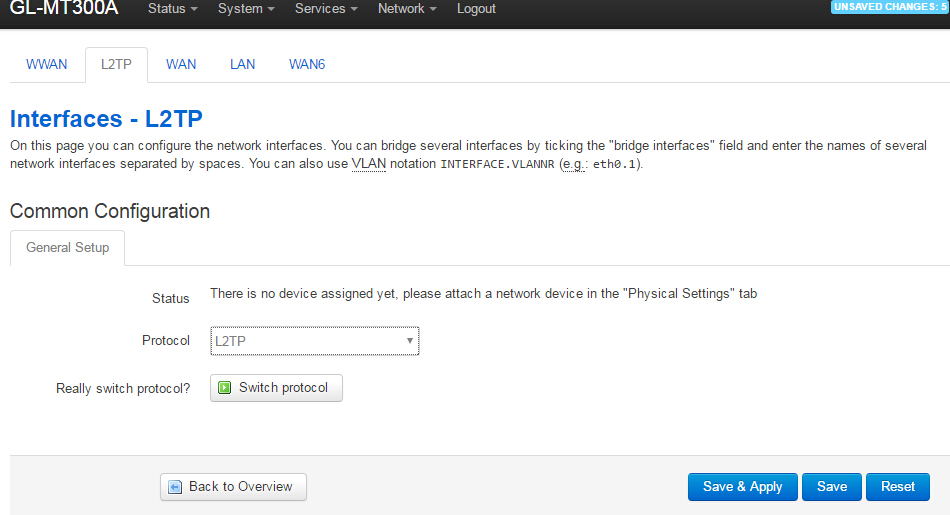 GL-MT300A Status System Services Network Logout UNSAVED CHANGES: 5
WWAN L2TP WAN LAN WAN6
Interfaces - L2TP
On this page you can configure the network interfaces. You can bridge several interfaces by ticking the "bridge interfaces" field and enter the names of several
network interfaces separated by spaces. You can also use VLAN notation INTERFACE.VLANNR (e.g.: eth0.1).
Common Configuration
General Setup
Status There is no device assigned yet, please attach a network device in the "Physical Settings" tab
Protocol L2TP
Really switch protocol? Switch protocol
Back to Overview Save & Apply Save Reset